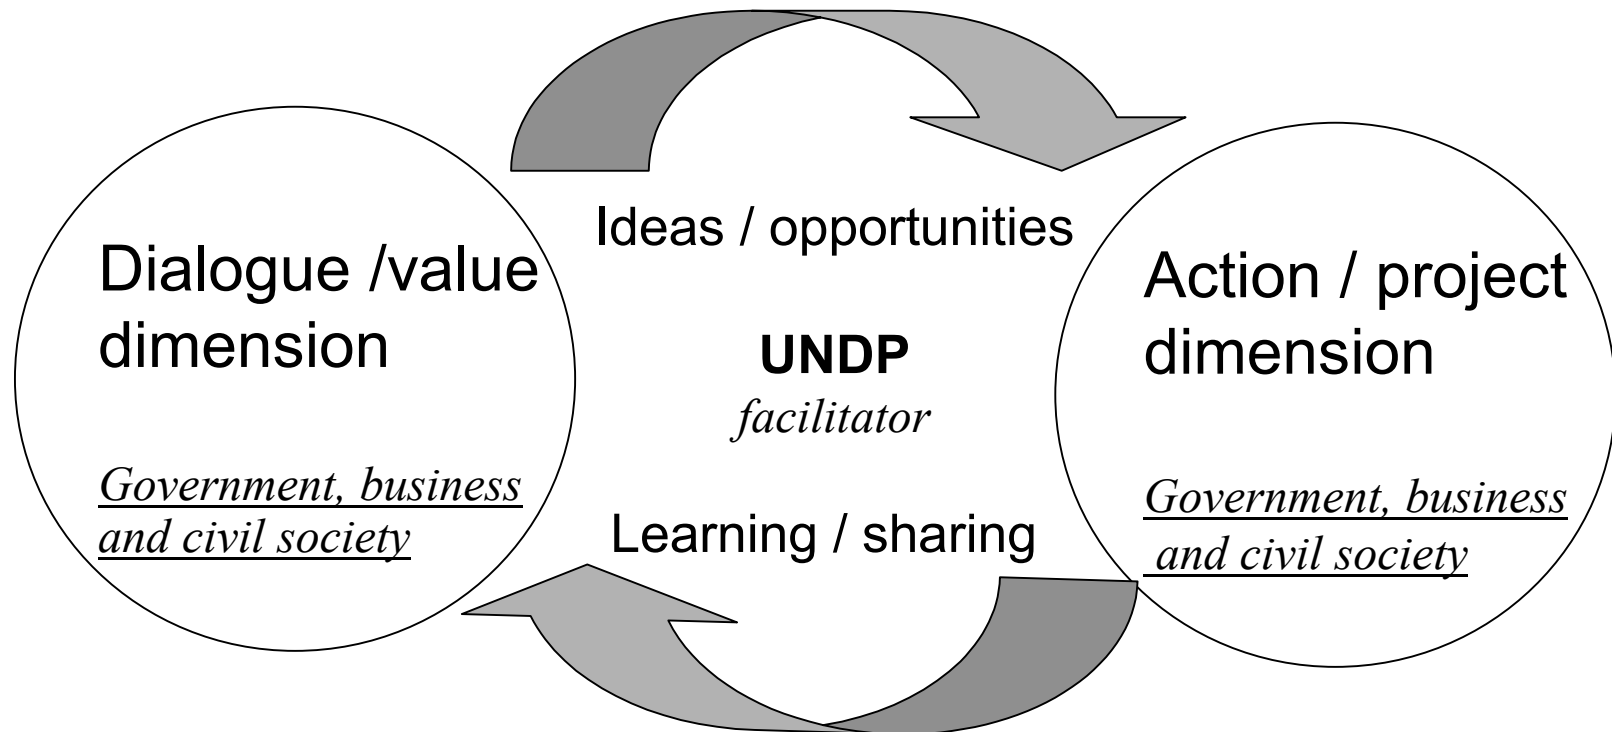 Dialogue /value
dimension
Government, business
and civil society
Ideas / opportunities
UNDP
facilitator
Learning / sharing
Action / project
dimension
Government, business
and civil society